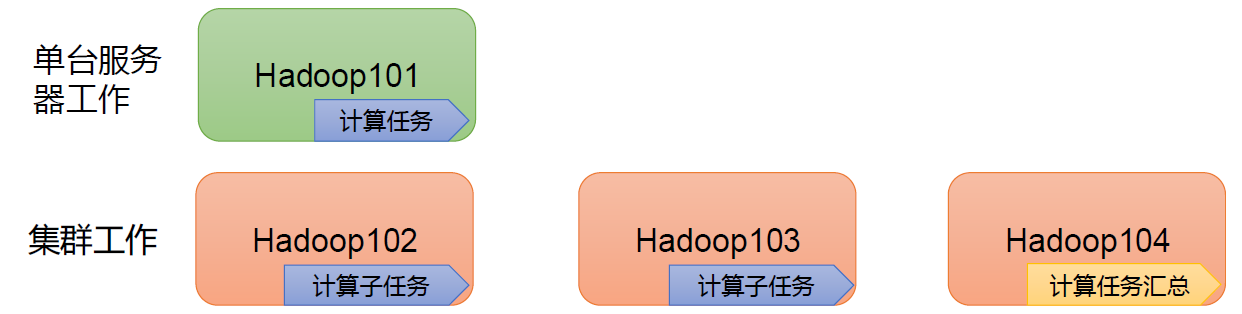 单台服务
器工作
Hadoop101
计算任务
集群工作
Hadoop102
计算子任务
Hadoop103
计算子任务
Hadoop104
计算任务汇总